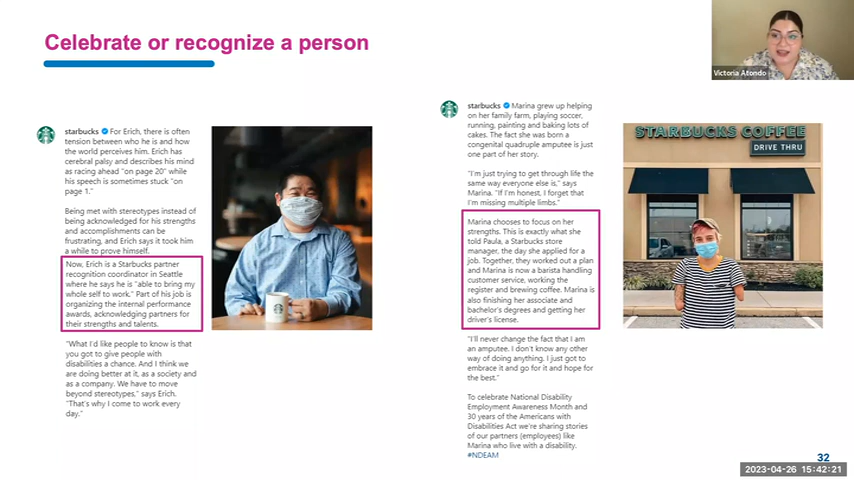 Celebrate or recognize a person
Victoria Atondo
starbucks For Erich, there is often
tension between who he is and how
the world perceives him. Erich has
cerebral palsy and describes his mind
as racing ahead "on page 20" while
his speech is sometimes stuck "on
page 1."
Being met with stereotypes instead of
being acknowledged for his strengths
and accomplishments can be
frustrating, and Erich says it took him
a while to prove himself.
Now, Erich is a Starbucks partner
recognition coordinator in Seattle
where he says he is "able to bring my
whole self to work." Part of his job is
organizing the internal performance
awards, acknowledging partners for
their strengths and talents.
"What I'd like people to know is that
you got to give people with
disabilities a chance. And I think we
are doing better at it, as a society and
as a company. We have to move
beyond stereotypes." says Erich.
"That's why I come to work every
day."
starbucks Marina grew up helping
on her family farm, playing soccer,
running, painting and baking lots of
cakes. The fact she was born a
congenital quadruple amputee is just
one part of her story.
"I'm just trying to get through life the
same way everyone else is," says
Marina. "If I'm honest, I forget that
I'm missing multiple limbs."
Marina chooses to focus on her
strengths. This is exactly what she
told Paula, a Starbucks store
manager, the day she applied for a
job. Together, they worked out a plan
and Marina is now a barista handling
customer service, working the
register and brewing coffee. Marina is
also finishing her associate and
bachelor's degrees and getting her
driver's license.
"I'll never change the fact that I am
an amputee. I don't know any other
way of doing anything. I just got to
embrace it and go for it and hope for
the best."
To celebrate National Disability
Employment Awareness Month and
30 years of the Americans with
Disabilities Act we're sharing stories
of our partners (employees) like
Marina who live with a disability.
#NDEAM
STARBUCKS COFFEE
DRIVE THRU
32
2023-04-26 15:42:21